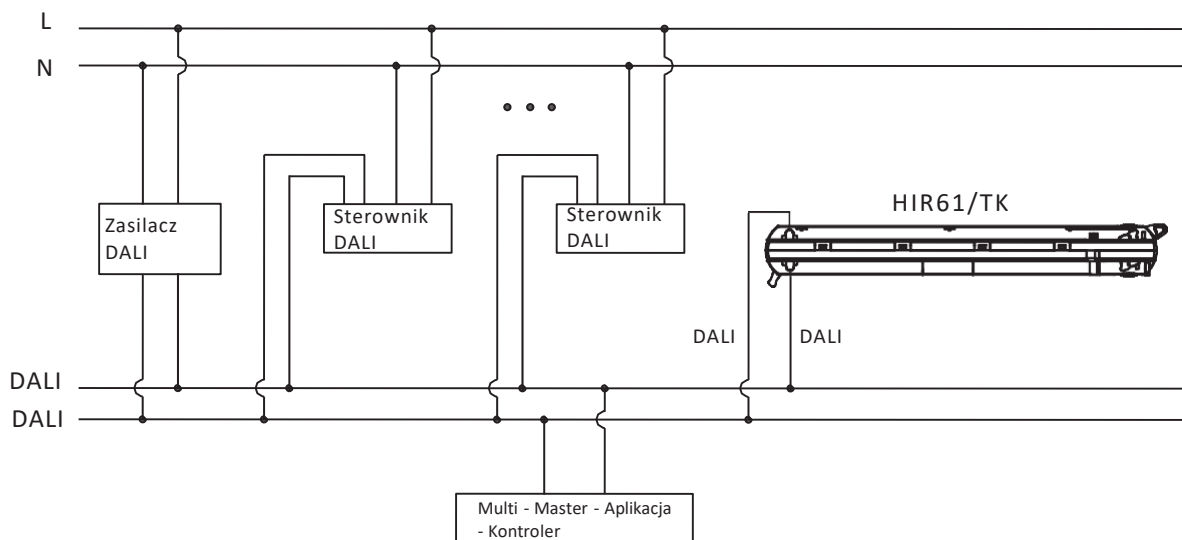 L
N
Zasilacz
DALI
Sterownik
DALI
Sterownik
DALI
HIR61/TK
DALI
DALI
DALI
DALI
Multi - Master - Aplikacja
- Kontroler